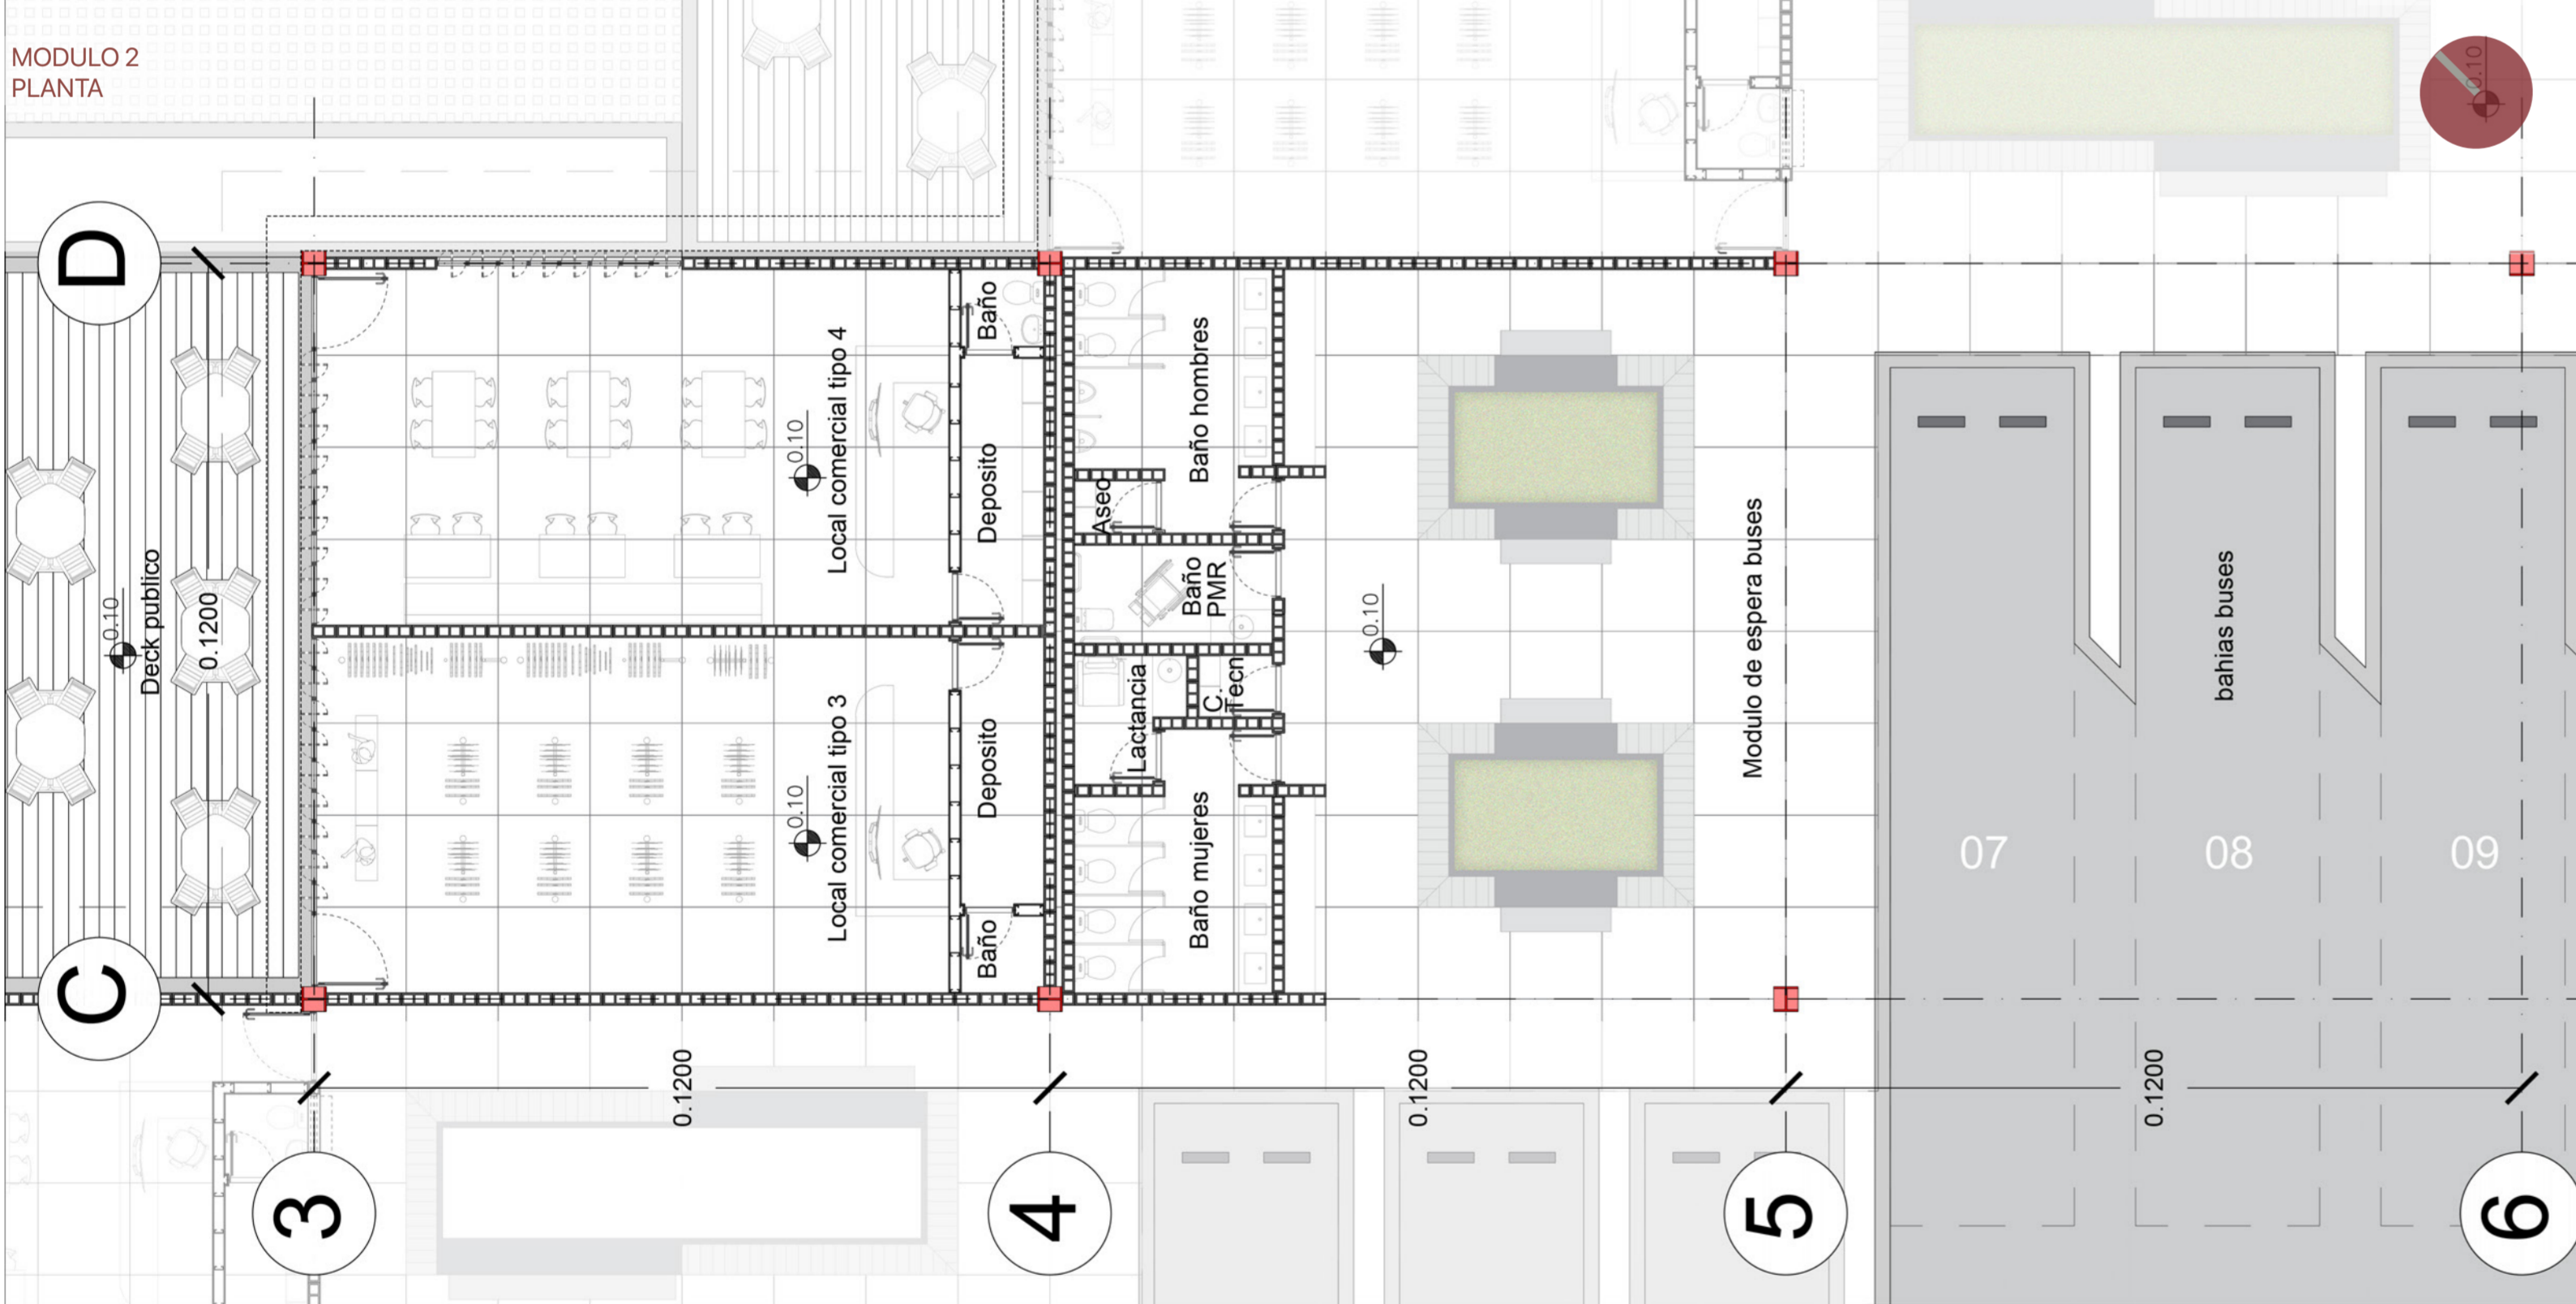 MODULO 2
PLANTA
0.10
D
C
Deck publico
0.10
0.1200
Local comercial tipo 4
0.10
Deposito
Baño
Local comercial tipo 3
0.10
Deposito
Baño
Baño hombres
Aseo
Baño
PMR
Lactancia
C.
Tecn
Baño mujeres
0.10
Modulo de espera buses
bahias buses
07
08
09
0.1200
0.1200
0.1200
3
4
5
6